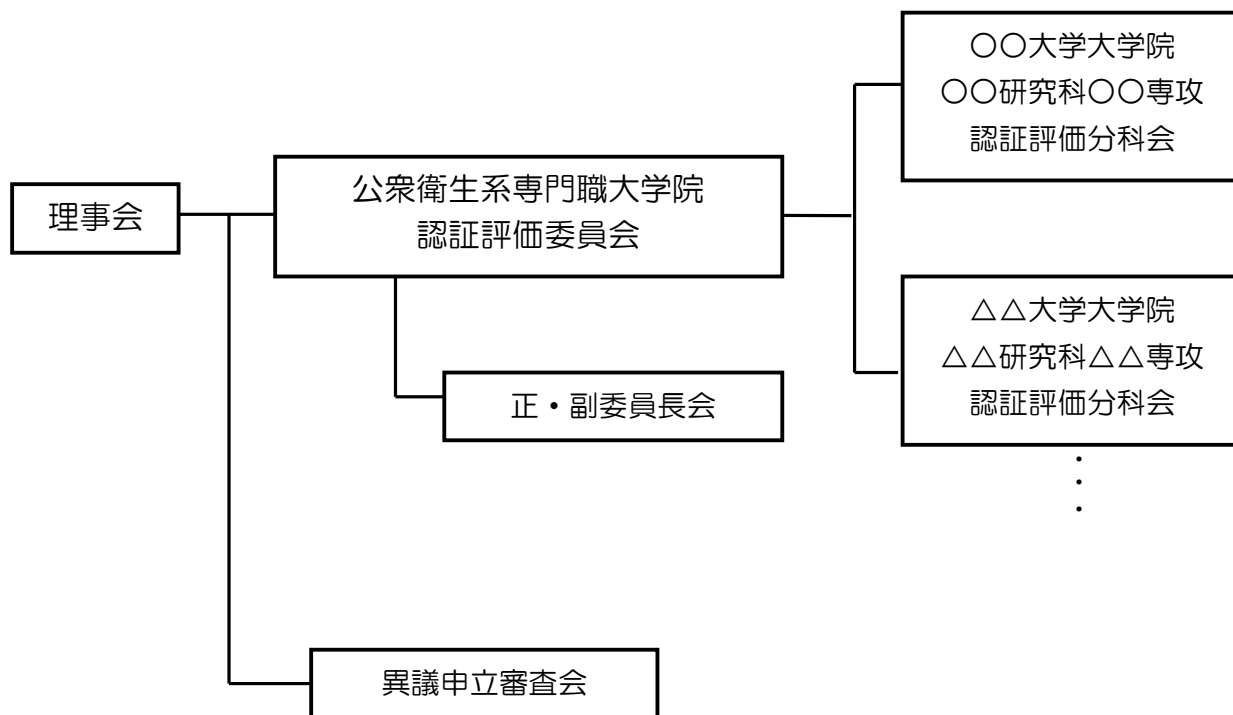 理事会
公衆衛生系専門職大学院
認証評価委員会
正・副委員長会
異議申立審査会
〇〇大学大学院
〇〇研究科〇〇専攻
認証評価分科会
△△大学大学院
△△研究科△△専攻
認証評価分科会
・
・
・